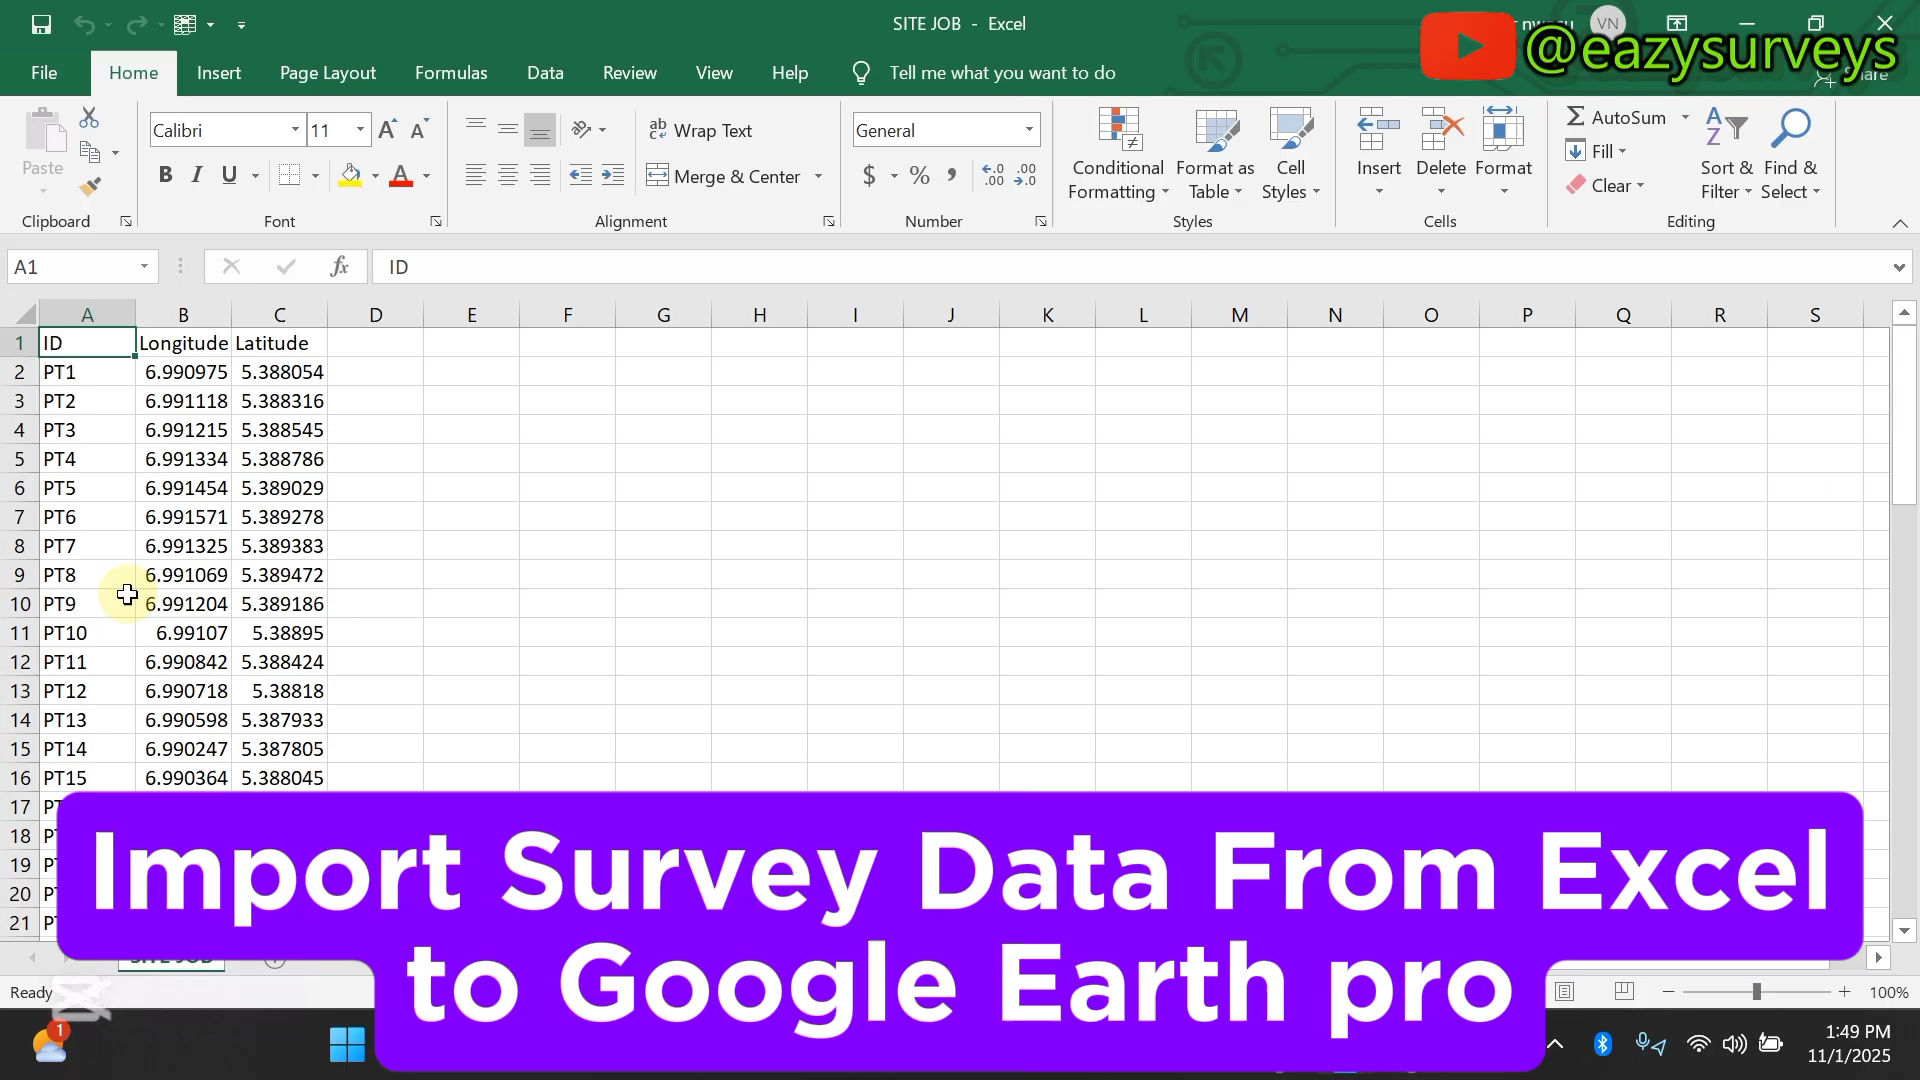 SITE JOB - Excel
VN
@eazysurveys
File Home Insert Page Layout Formulas Data Review View Help Tell me what you want to do Share
Paste
Clipboard
Calibri 11
B I U
Font
Wrap Text
Merge & Center
Alignment
General
$ % ,
Number
Conditional Formatting
Format as Table
Cell Styles
Styles
Insert Delete Format
Cells
AutoSum
Fill
Clear
Sort & Filter
Find & Select
Editing
A1 fx ID
A B C D E F G H I J K L M N O P Q R S
1 ID Longitude Latitude
2 PT1 6.990975 5.388054
3 PT2 6.991118 5.388316
4 PT3 6.991215 5.388545
5 PT4 6.991334 5.388786
6 PT5 6.991454 5.389029
7 PT6 6.991571 5.389278
8 PT7 6.991325 5.389383
9 PT8 6.991069 5.389472
10 PT9 6.991204 5.389186
11 PT10 6.99107 5.38895
12 PT11 6.990842 5.388424
13 PT12 6.990718 5.38818
14 PT13 6.990598 5.387933
15 PT14 6.990247 5.387805
16 PT15 6.990364 5.388045
17
18
19
20
21
Import Survey Data From Excel
to Google Earth pro
SITE JOB
Ready
100%
1
1:49 PM
11/1/2025